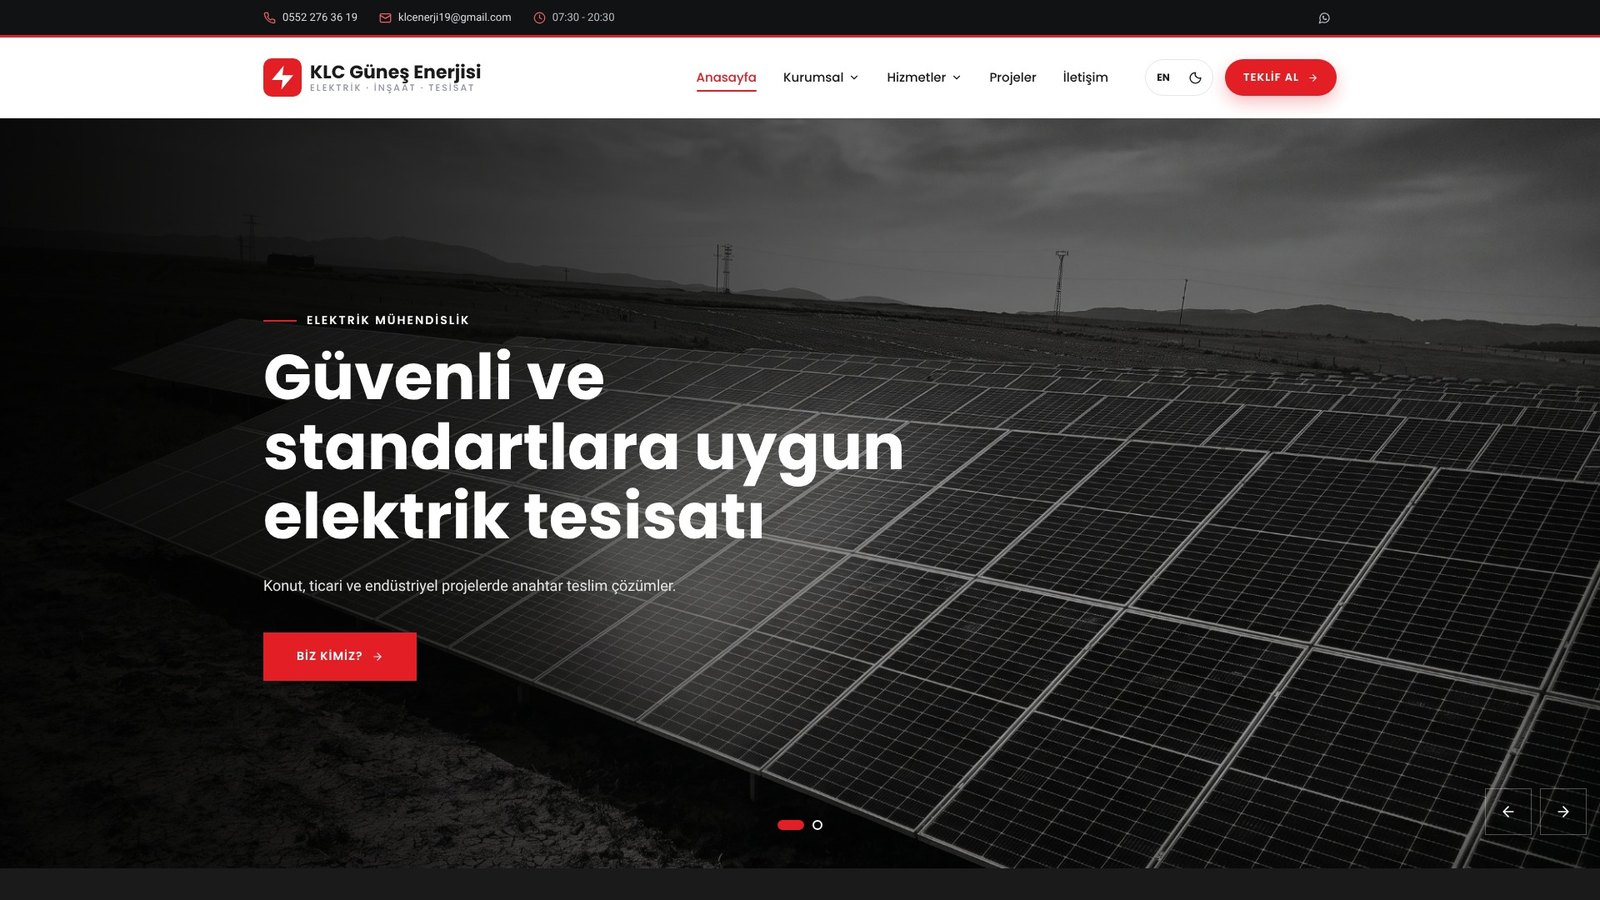 0552 276 36 19
klcenerji19@gmail.com
07:30 - 20:30
KLC Güneş Enerjisi
ELEKTRİK · İNŞAAT · TESİSAT
Anasayfa
Kurumsal
Hizmetler
Projeler
İletişim
EN
TEKLİF AL
ELEKTRİK MÜHENDİSLİK
Güvenli ve
standartlara uygun
elektrik tesisatı
Konut, ticari ve endüstriyel projelerde anahtar teslim çözümler.
BİZ KİMİZ?